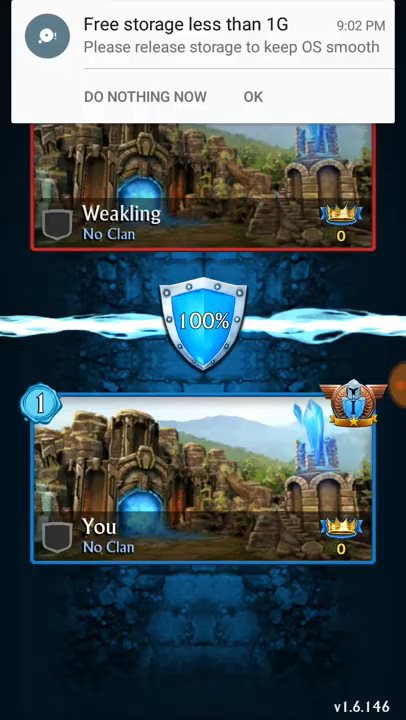 Free storage less than 1G
9:02 PM
Please release storage to keep OS smooth
DO NOTHING NOW
OK
Weakling
No Clan
0
100%
1
I
You
No Clan
0
v1.6.146